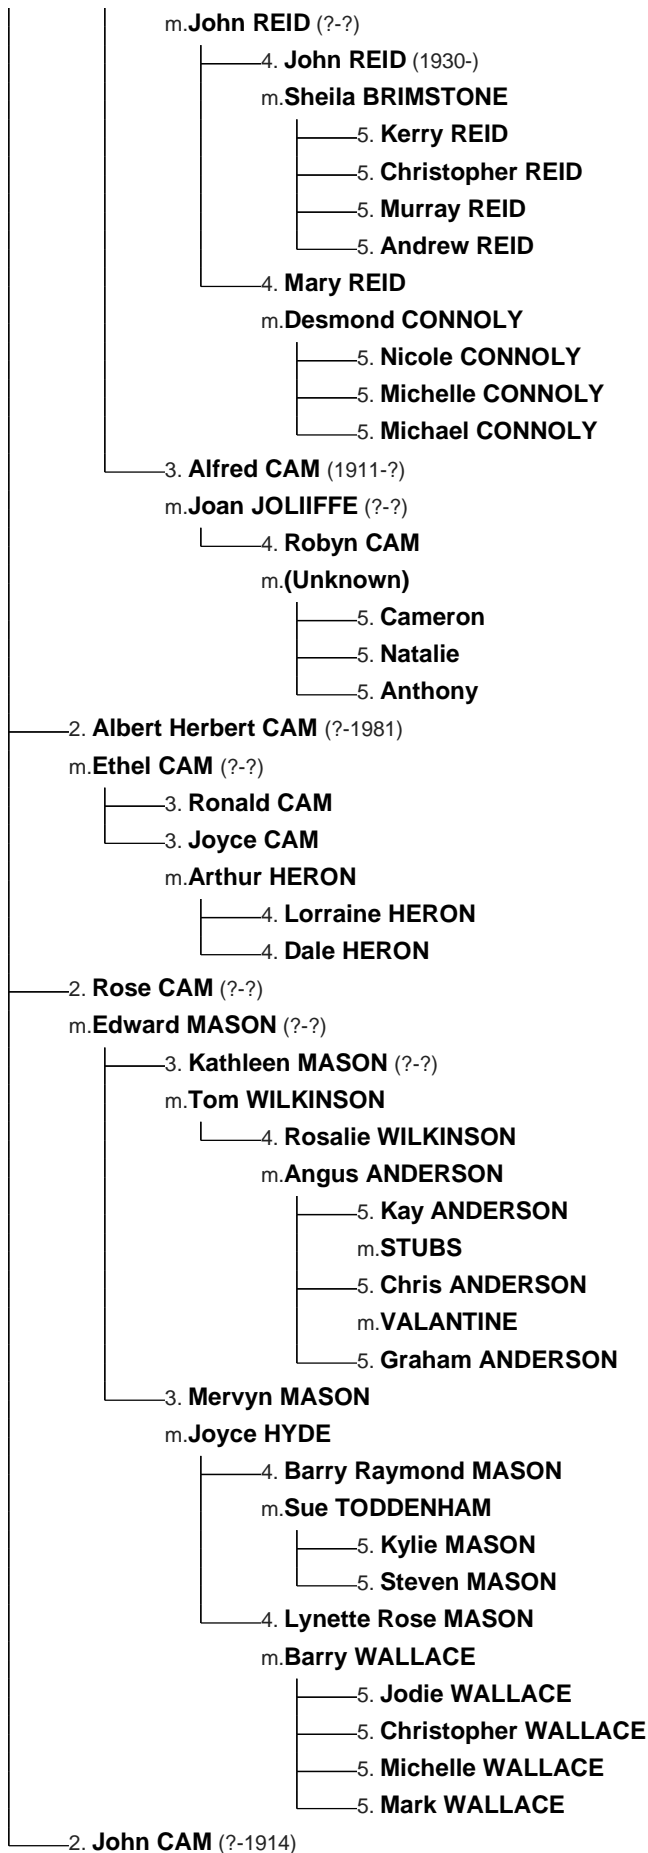 m.John REID (?-?)
4. John REID (1930-)
m.Sheila BRIMSTONE
5. Kerry REID
5. Christopher REID
5. Murray REID
5. Andrew REID
4. Mary REID
m.Desmond CONNOLY
5. Nicole CONNOLY
5. Michelle CONNOLY
5. Michael CONNOLY
3. Alfred CAM (1911-?)
m.Joan JOLIIFFE (?-?)
4. Robyn CAM
m.(Unknown)
5. Cameron
5. Natalie
5. Anthony
2. Albert Herbert CAM (?-1981)
m.Ethel CAM (?-?)
3. Ronald CAM
3. Joyce CAM
m.Arthur HERON
4. Lorraine HERON
4. Dale HERON
2. Rose CAM (?-?)
m.Edward MASON (?-?)
3. Kathleen MASON (?-?)
m.Tom WILKINSON
4. Rosalie WILKINSON
m.Angus ANDERSON
5. Kay ANDERSON
m.STUBS
5. Chris ANDERSON
m.VALANTINE
5. Graham ANDERSON
3. Mervyn MASON
m.Joyce HYDE
4. Barry Raymond MASON
m.Sue TODDENHAM
5. Kylie MASON
5. Steven MASON
4. Lynette Rose MASON
m.Barry WALLACE
5. Jodie WALLACE
5. Christopher WALLACE
5. Michelle WALLACE
5. Mark WALLACE
2. John CAM (?-1914)